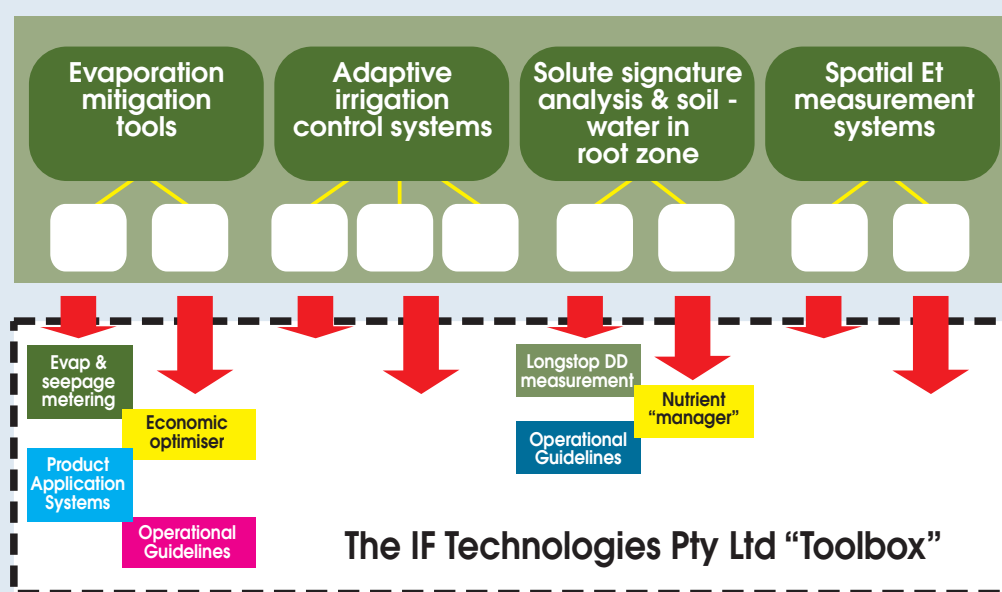 Evaporation
mitigation
tools
Adaptive
irrigation
control systems
Solute signature
analysis & soil -
water in
root zone
Spatial Et
measurement
systems
Evap &
seepage
metering
Economic
optimiser
Product
Application
Systems
Operational
Guidelines
Longstop DD
measurement
Nutrient
“manager”
Operational
Guidelines
The IF Technologies Pty Ltd “Toolbox”